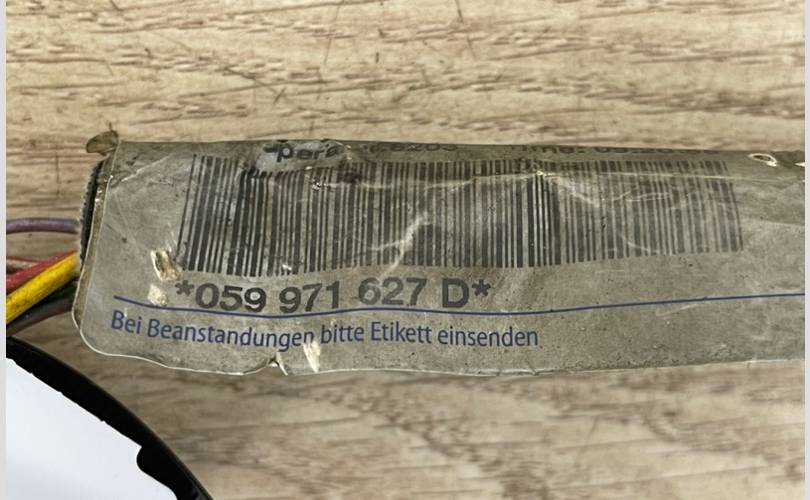 *059 971 627 D*
Bei Beanstandungen bitte Etikett einsenden